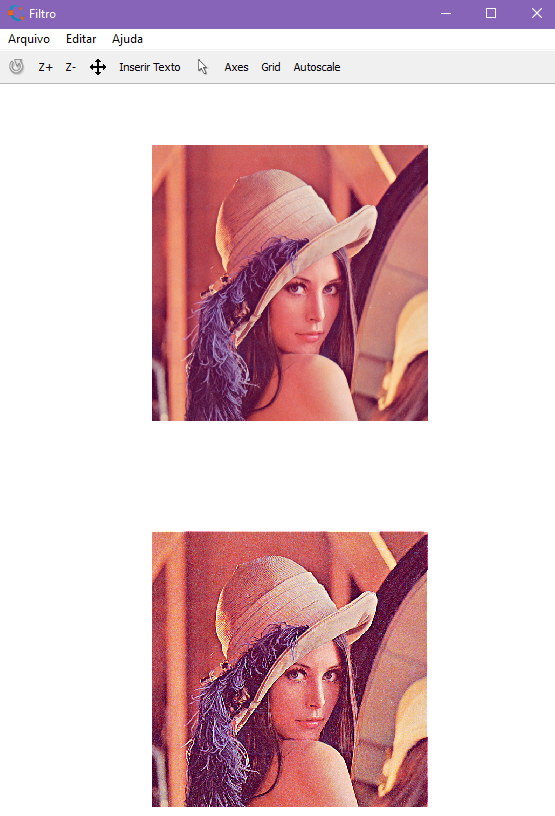 Filtro
Arquivo Editar Ajuda
Z+ Z- Inserir Texto Axes Grid Autoscale